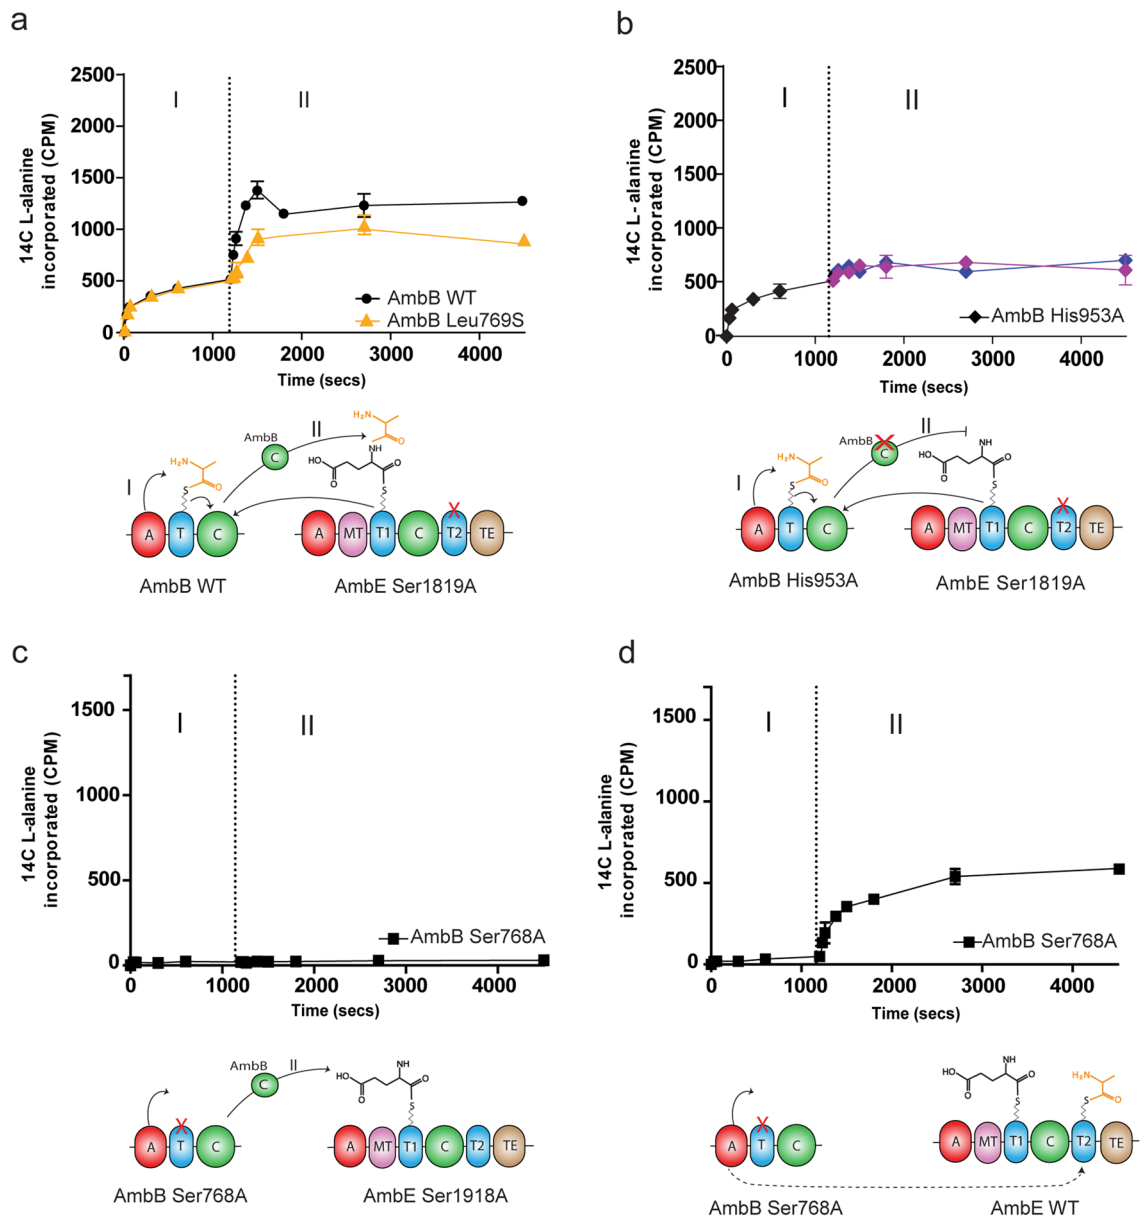 a
14C L-alanine
incorporated (CPM)
2500
2000
1500
1000
500
0
I
II
AmbB WT
AmbB Leu769S
0
1000
2000
3000
4000
Time (secs)
H₂N
O
S
I
AmbB
C
II
H₂N
O
HO
O
NH
O
S
A
T
C
A
MT
T1
C
X
T2
TE
AmbB WT
AmbE Ser1819A
b
14C L- alanine
incorporated (CPM)
2500
2000
1500
1000
500
0
I
II
AmbB His953A
0
1000
2000
3000
4000
Time (secs)
H₂N
O
S
I
AmbB
C
X
II
HO
O
NH
O
S
A
T
C
A
MT
T1
C
X
T2
TE
AmbB His953A
AmbE Ser1819A
c
14C L-alanine
incorporated (CPM)
1500
1000
500
0
I
II
AmbB Ser768A
0
1000
2000
3000
4000
Time (secs)
AmbB
C
II
HO
O
NH
O
S
A
X
T
C
A
MT
T1
C
T2
TE
AmbB Ser768A
AmbE Ser1918A
d
14C L-alanine
incorporated (CPM)
1500
1000
500
0
I
II
AmbB Ser768A
0
1000
2000
3000
4000
Time (secs)
HO
O
NH
O
S
H₂N
O
S
A
X
T
C
A
MT
T1
C
T2
TE
AmbB Ser768A
AmbE WT